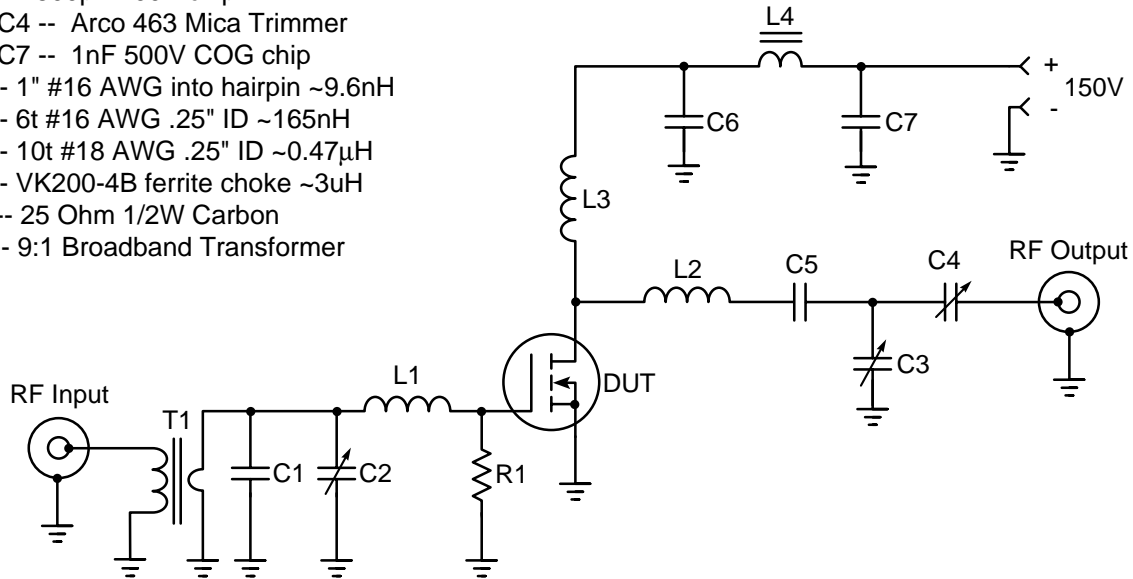 C4 -- Arco 463 Mica Trimmer
C7 -- 1nF 500V COG chip
- 1" #16 AWG into hairpin ~9.6nH
- 6t #16 AWG .25" ID ~165nH
- 10t #18 AWG .25" ID ~0.47μH
- VK200-4B ferrite choke ~3uH
-- 25 Ohm 1/2W Carbon
- 9:1 Broadband Transformer
L4
+
150V
-
C6
C7
L3
L2
C5
C4
RF Output
C3
DUT
L1
RF Input
T1
C1
C2
R1